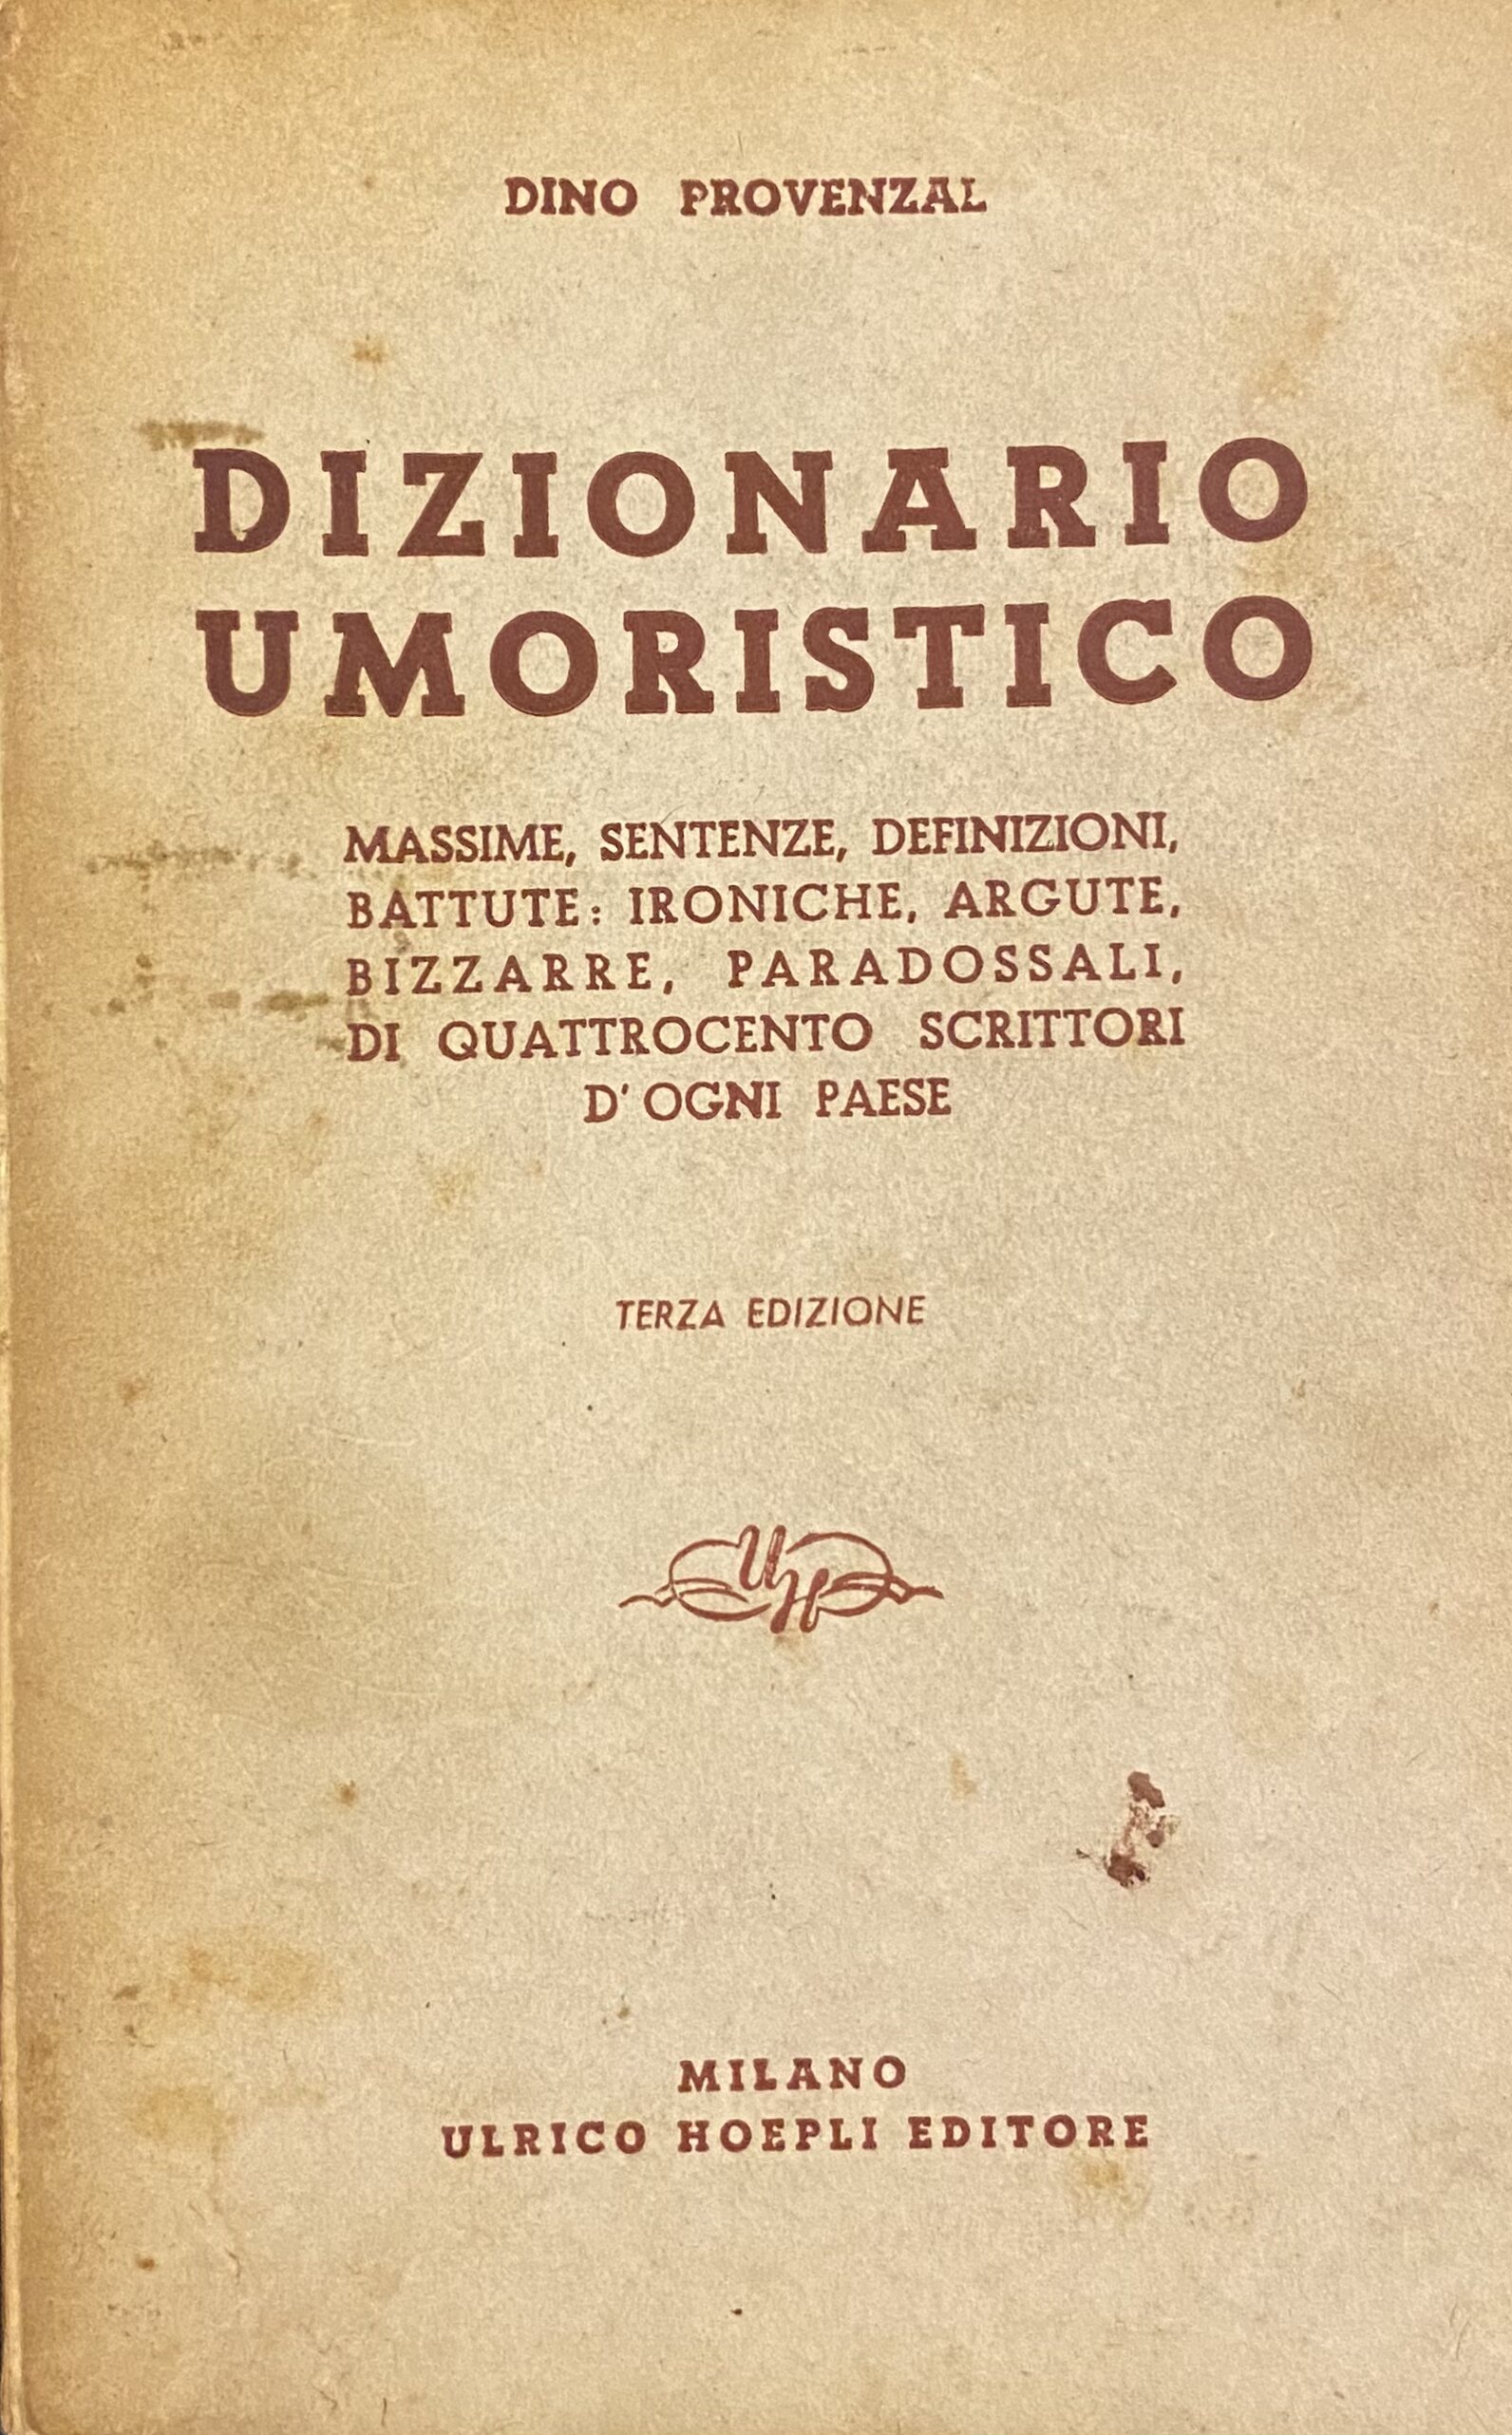 DINO PROVENZAL
DIZIONARIO
UMORISTICO
MASSIME, SENTENZE, DEFINIZIONI,
BATTUTE: IRONICHE, ARGUTE,
BIZZARRE, PARADOSSALI,
DI QUATTROCENTO SCRITTORI
D'OGNI PAESE
TERZA EDIZIONE
UH
MILANO
ULRICO HOEPLI EDITORE